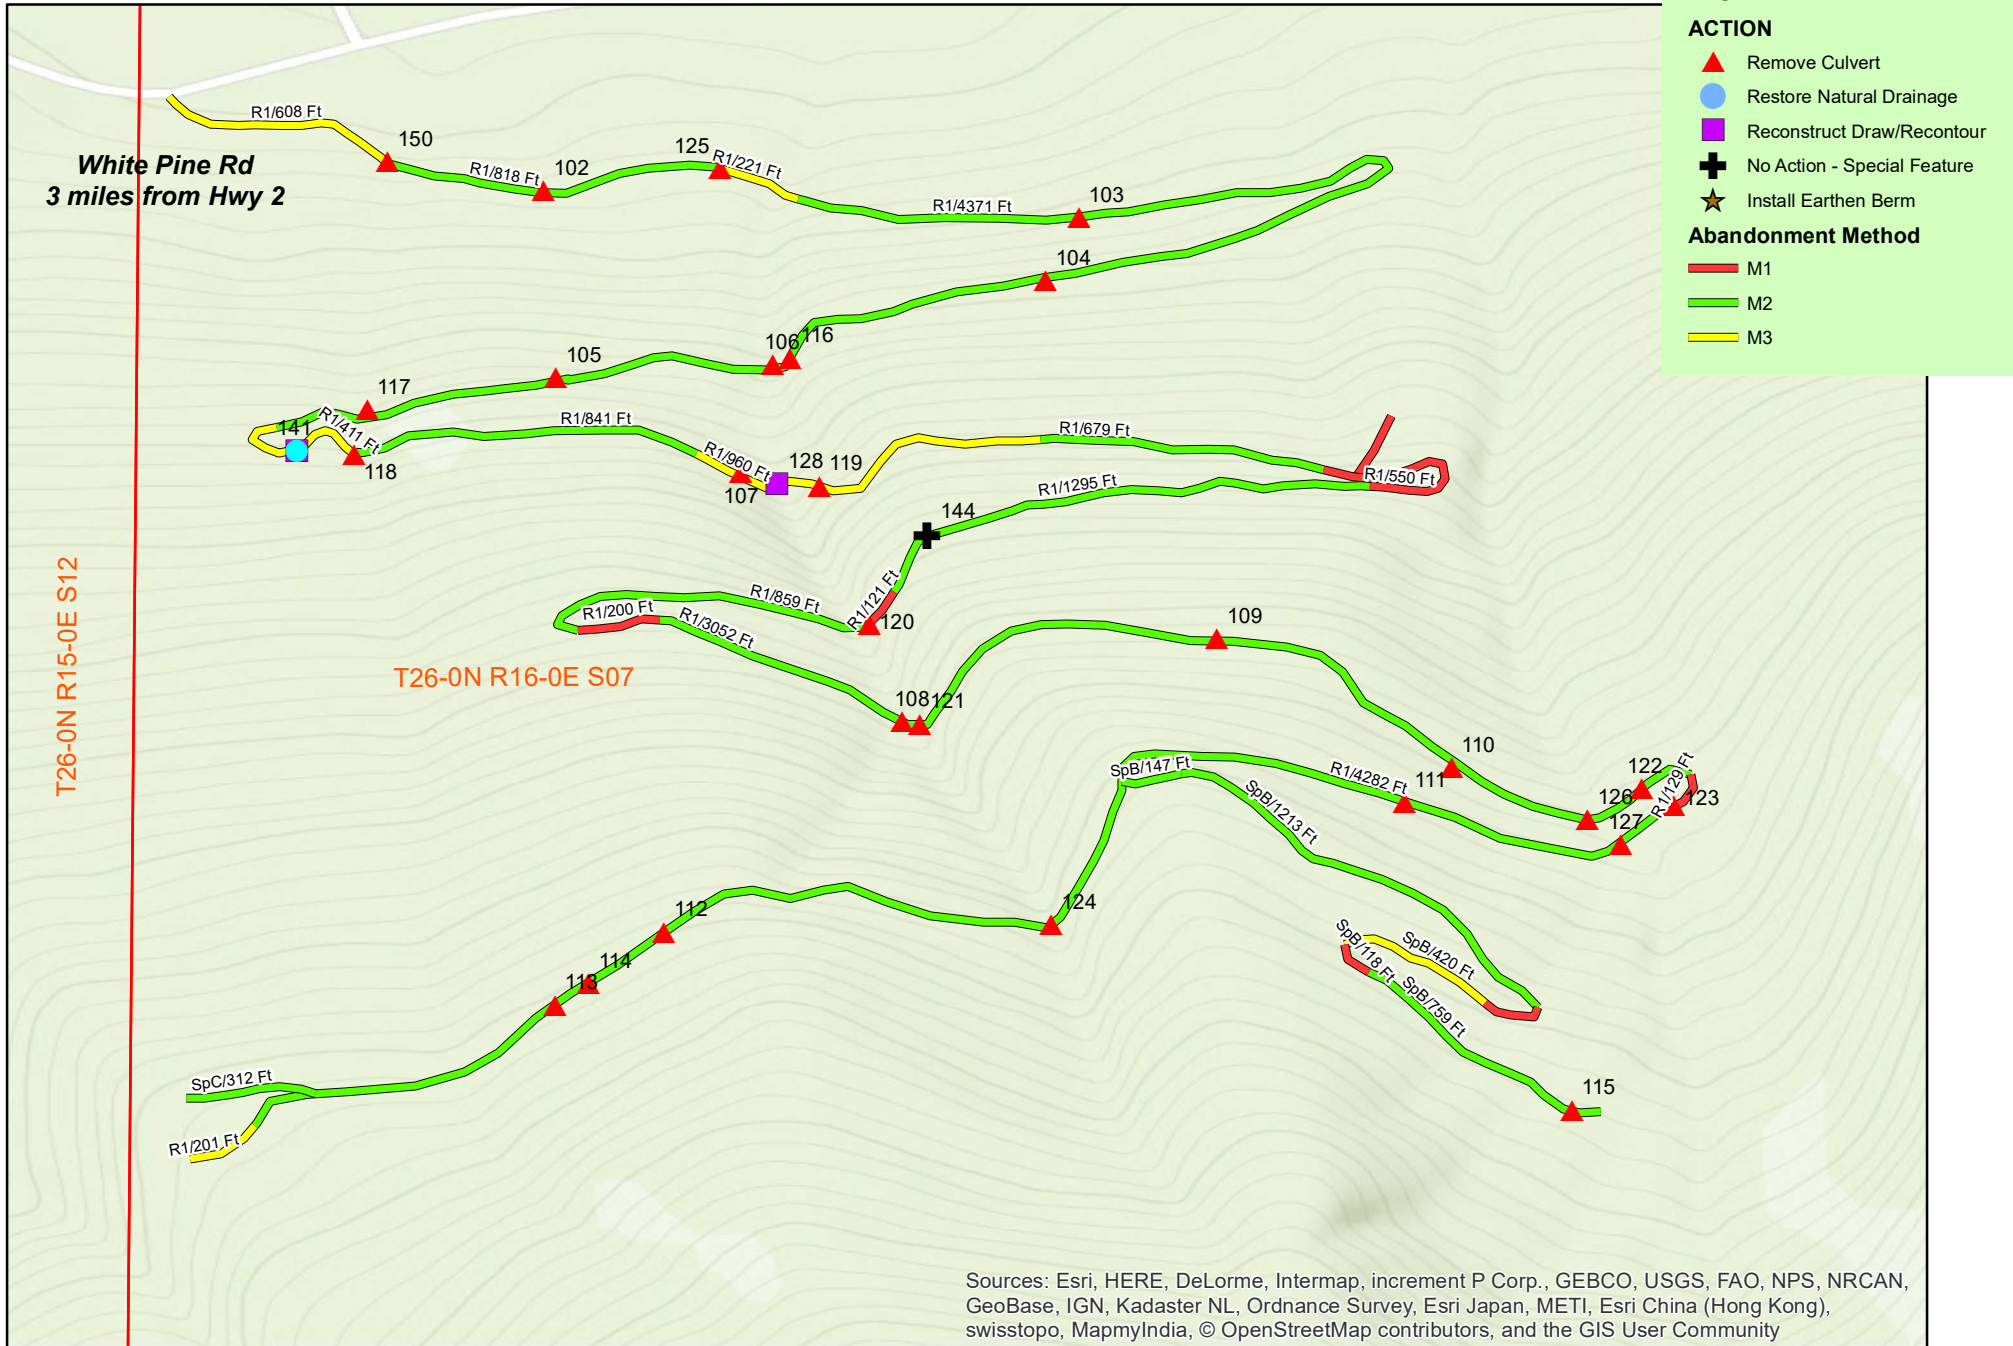 ACTION
Remove Culvert
Restore Natural Drainage
Reconstruct Draw/Recontour
No Action - Special Feature
Install Earthen Berm
Abandonment Method
M1
M2
M3
R1/608 Ft
150
White Pine Rd
3 miles from Hwy 2
R1/818 Ft
102
125
R1/221 Ft
R1/4371 Ft
103
104
106
116
105
117
141
R1/411 Ft
118
R1/841 Ft
R1/960 Ft
107
128
119
R1/679 Ft
R1/550 Ft
R1/1295 Ft
144
R1/121 Ft
120
R1/859 Ft
R1/200 Ft
R1/3052 Ft
T26-0N R15-0E S12
T26-0N R16-0E S07
108
121
109
110
122
R1/129 Ft
123
126
127
111
R1/4282 Ft
SpB/147 Ft
SpB/1213 Ft
124
112
114
113
SpB/118 Ft
SpB/420 Ft
SpB/759 Ft
115
SpC/312 Ft
R1/201 Ft
Sources: Esri, HERE, DeLorme, Intermap, increment P Corp., GEBCO, USGS, FAO, NPS, NRCAN,
GeoBase, IGN, Kadaster NL, Ordnance Survey, Esri Japan, METI, Esri China (Hong Kong),
swisstopo, MapmyIndia, © OpenStreetMap contributors, and the GIS User Community